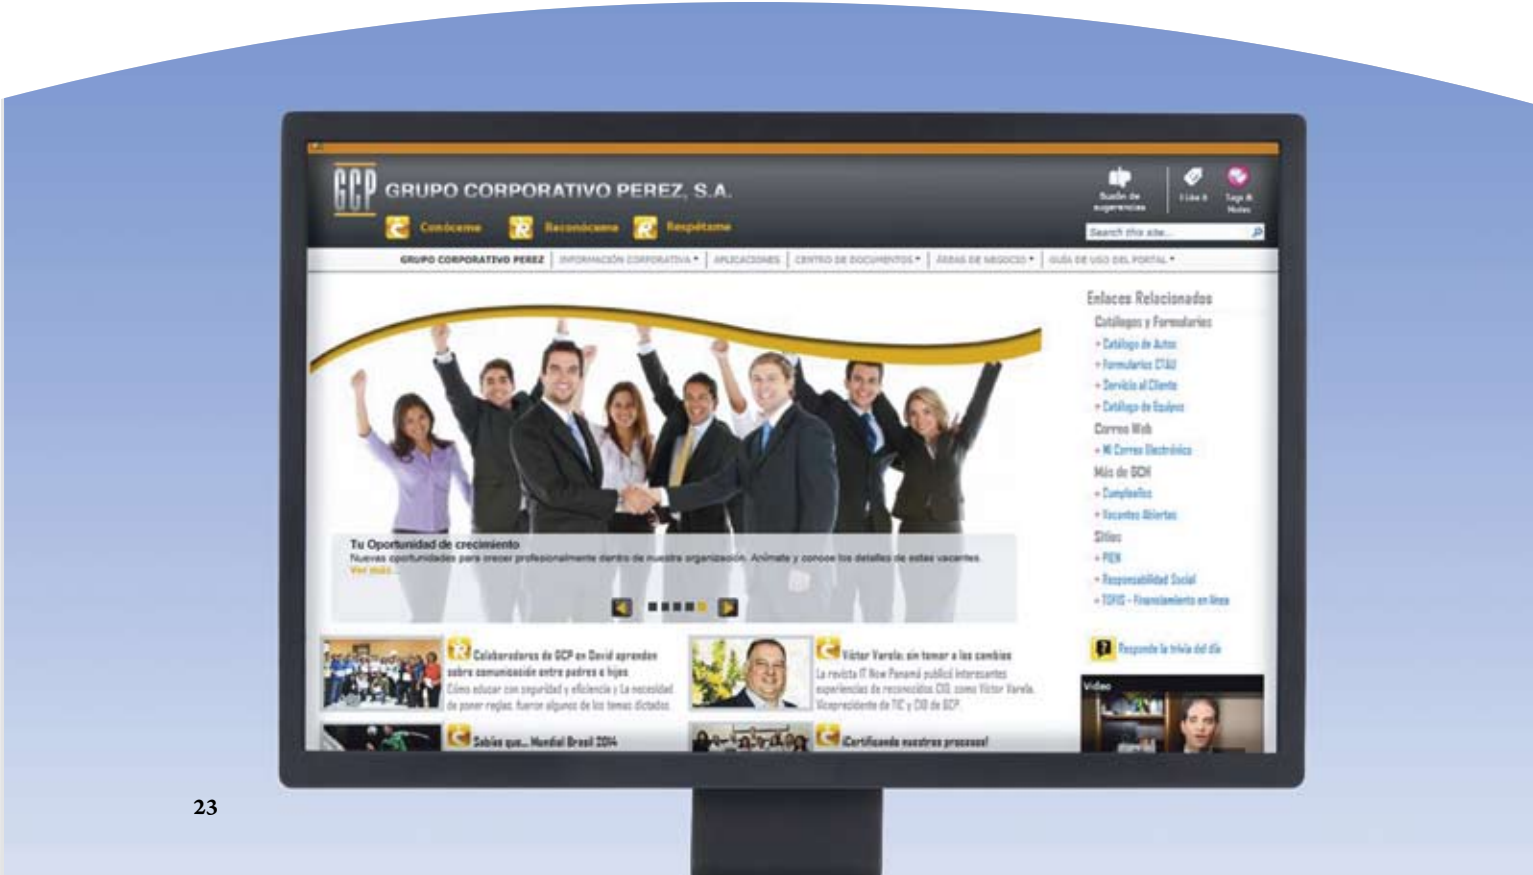 GCP GRUPO CORPORATIVO PEREZ, S.A.
Conóceme Reconóceme Respétame
Buzón de
sugerencias
I Like It
Tags &
Notes
Search this site...
GRUPO CORPORATIVO PEREZ INFORMACIÓN CORPORATIVA APLICACIONES CENTRO DE DOCUMENTOS ÁREAS DE NEGOCIO GUÍA DE USO DEL PORTAL
Tu Oportunidad de crecimiento
Nuevas oportunidades para crecer profesionalmente dentro de nuestra organización. Anímate y conoce los detalles de estas vacantes.
Ver más...
Colaboradores de GCP en David aprenden
sobre comunicación entre padres e hijos
Cómo educar con seguridad y eficiencia y La necesidad
de poner reglas, fueron algunos de los temas dictados.
Víctor Varela: sin temor a los cambios
La revista IT Now Panamá publicó interesantes
experiencias de reconocidos CIO, como Víctor Varela,
Vicepresidente de TIC y CIO de GCP.
Sabías que... Mundial Brasil 2014
¡Certificando nuestros procesos!
Enlaces Relacionados
Catálogos y Formularios
+ Catálogo de Autos
+ Formularios
+ Servicio al Cliente
+ Catálogo de Equipos
Correo Web
+ Mi Correo Electrónico
Más de GCH
+ Cumpleaños
+ Vacantes Abiertas
Sitios
+ PIEN
+ Responsabilidad Social
- Financiamiento en línea
Responde la trivia del día
Video
23